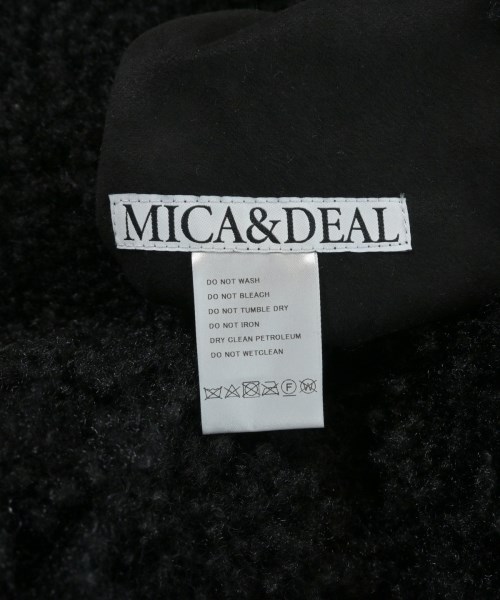 MICA&DEAL
DO NOT WASH
DO NOT BLEACH
DO NOT TUMBLE DRY
DO NOT IRON
DRY CLEAN PETROLEUM
DO NOT WETCLEAN
F W